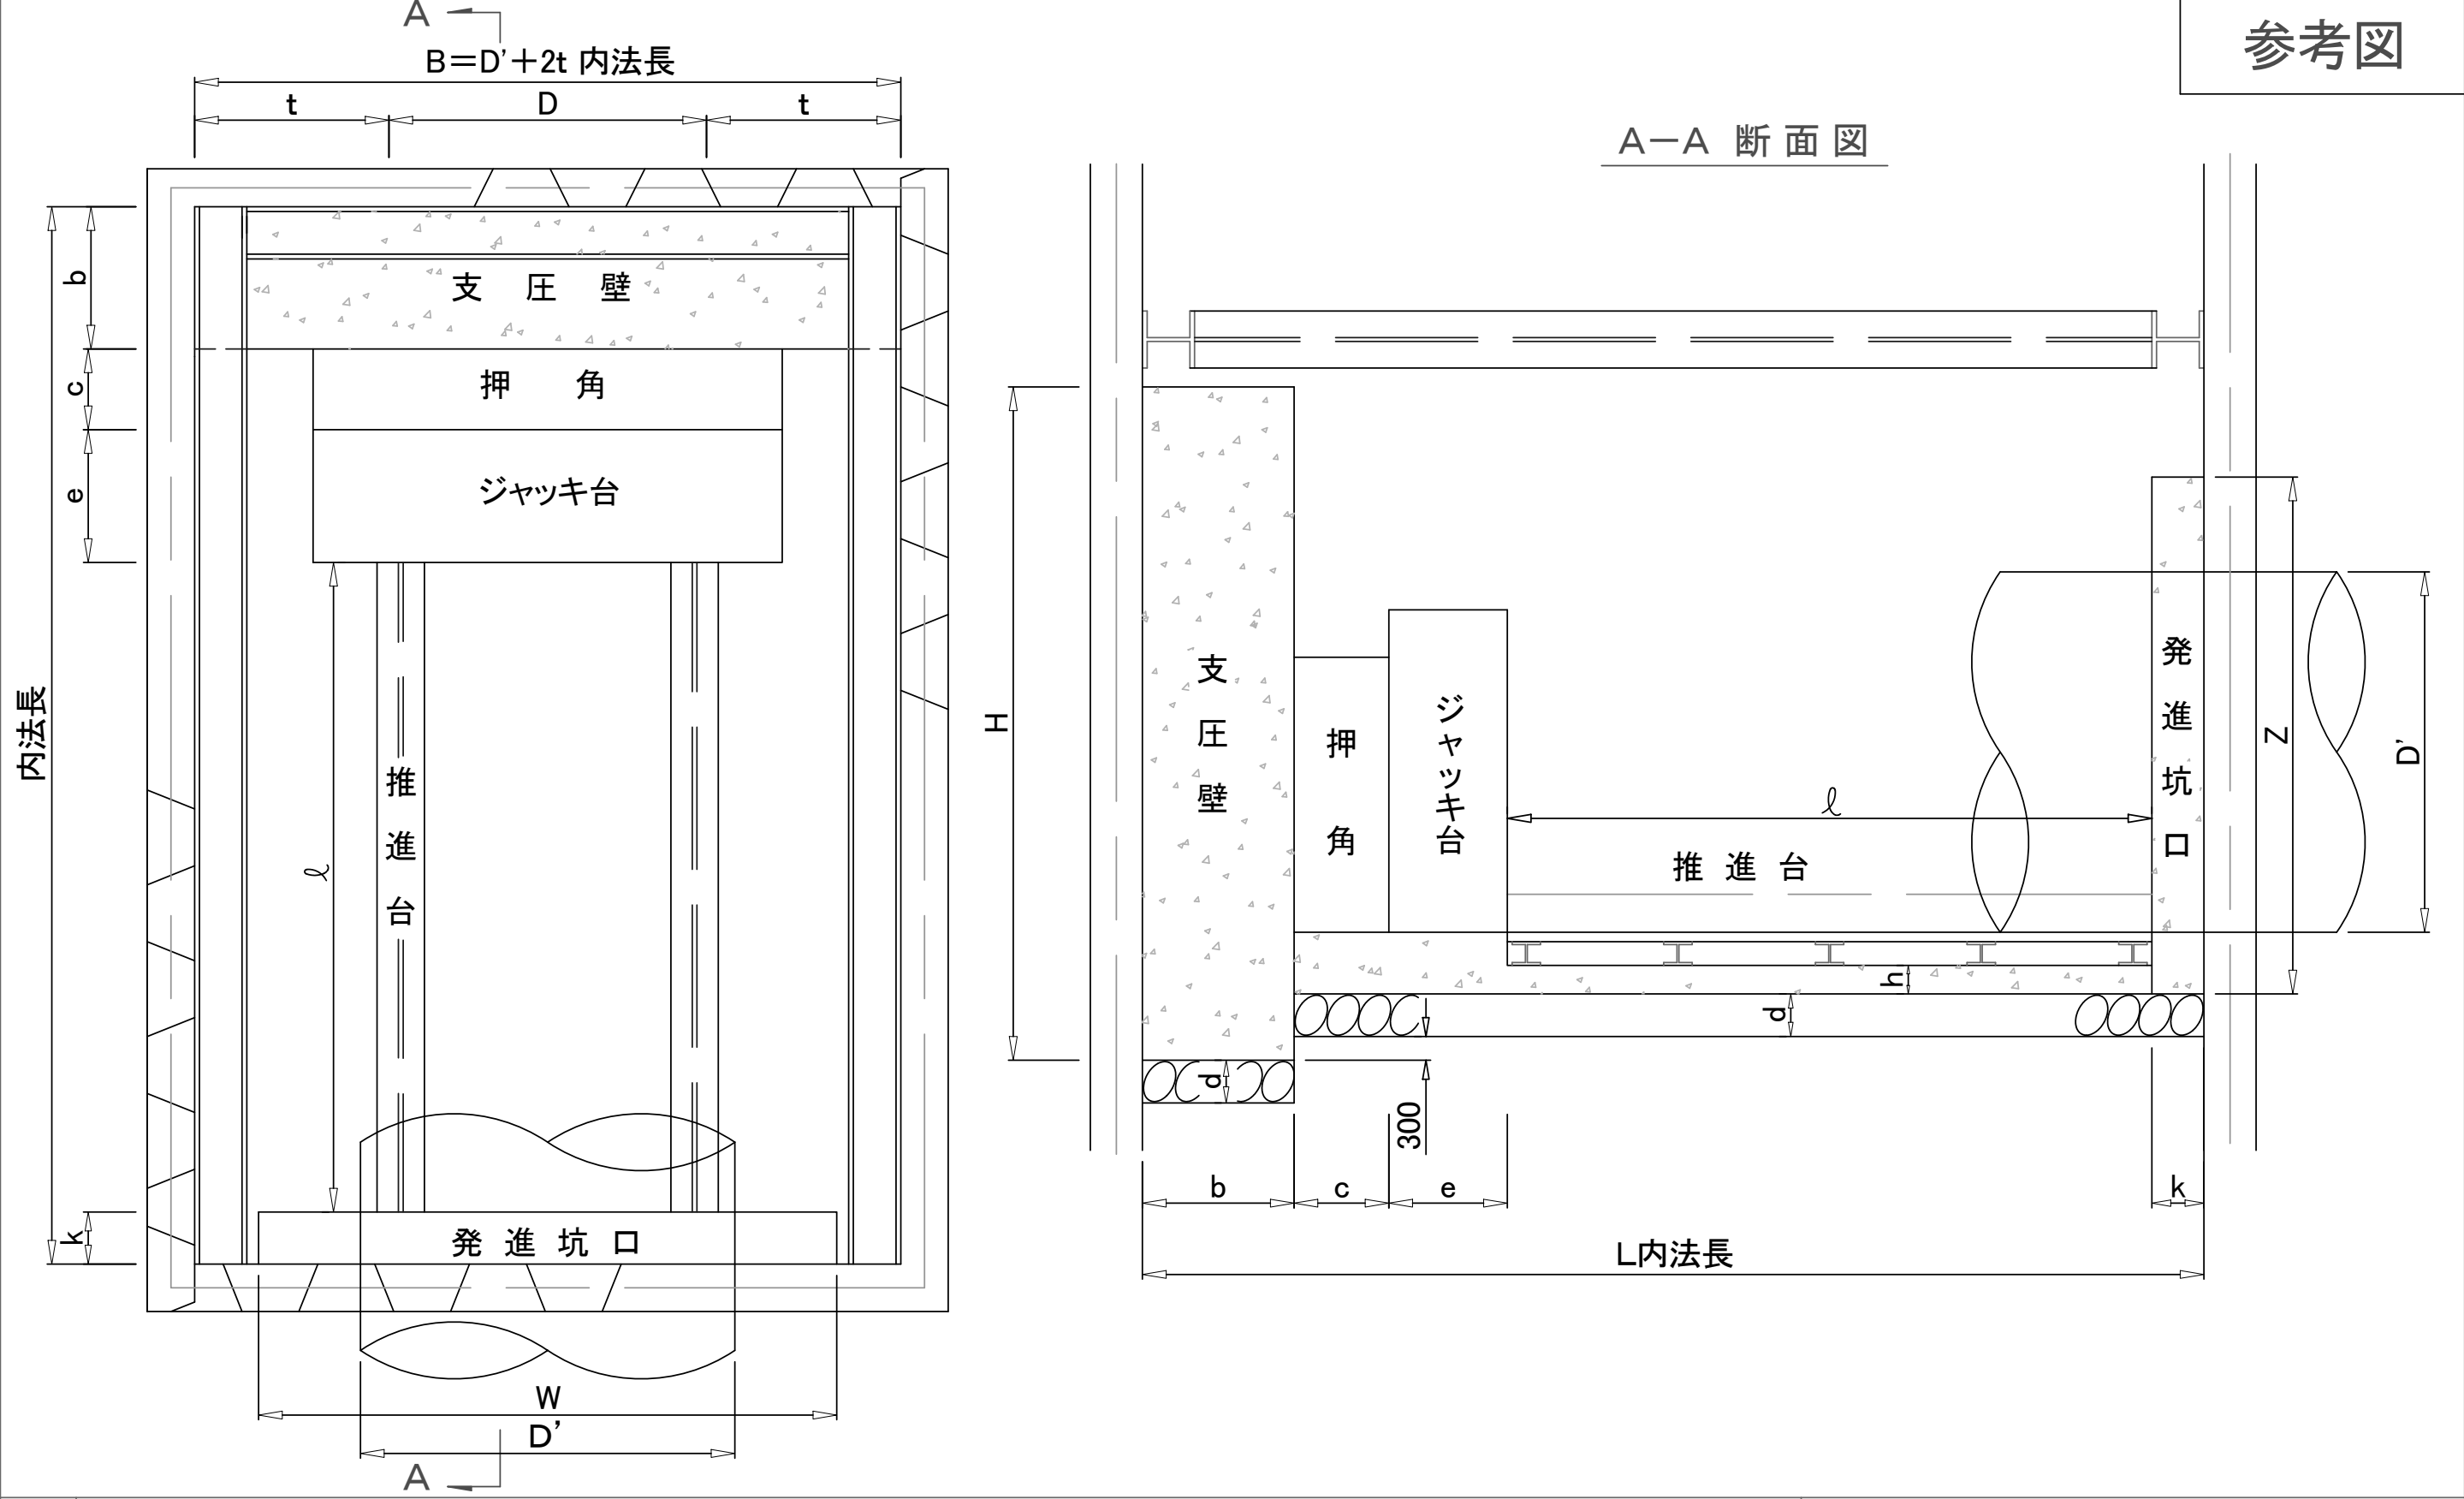 A
参考図
B=D'+2t 内法長
t
D
t
A-A 断面図
b
c
e
内法長
k
支圧壁
押角
ジャッキ台
推進台
ℓ
発進坑口
W
D'
A
H
支圧壁
押角
ジャッキ台
ℓ
推進台
発進坑口
Z
D'
h
d
d
300
b
c
e
k
L内法長